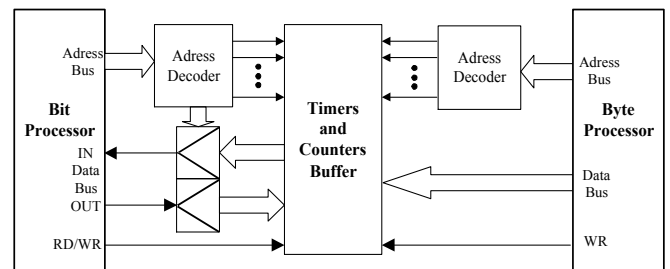 Adress
Bus
Bit
Processor
IN
Data
Bus
OUT
RD/WR
Adress
Decoder
Timers
and
Counters
Buffer
Adress
Decoder
Adress
Bus
Byte
Processor
Data
Bus
WR